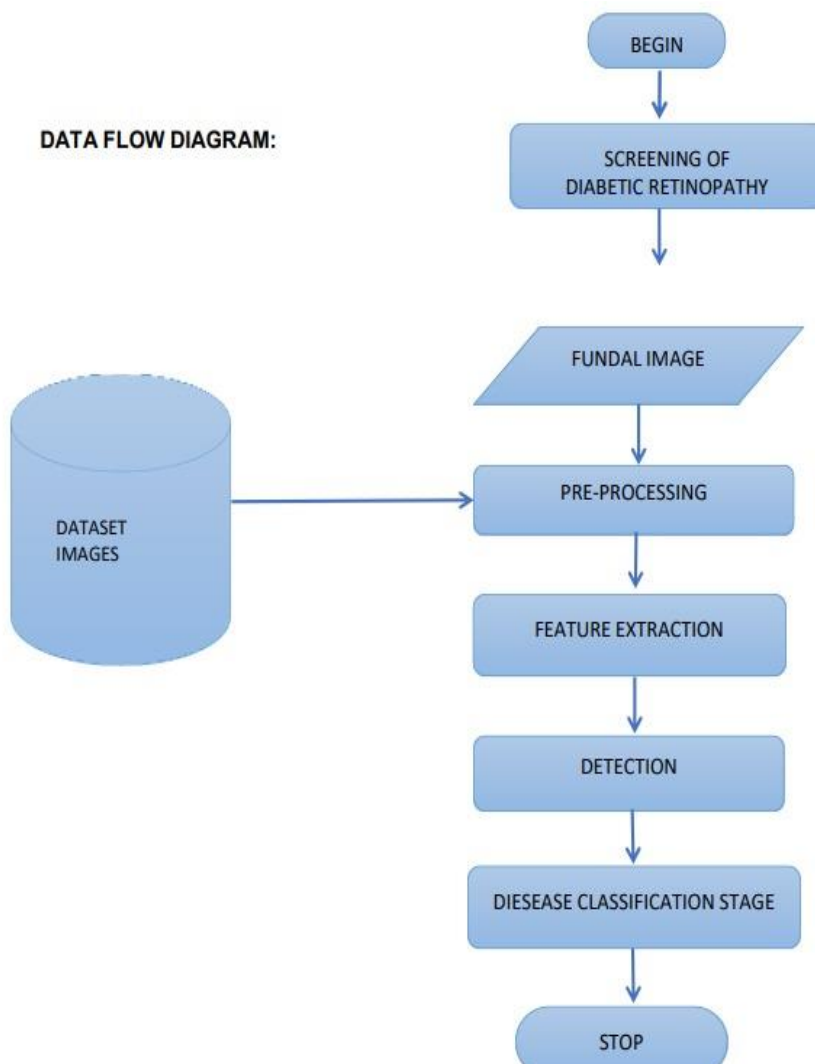 BEGIN
DATA FLOW DIAGRAM:
SCREENING OF
DIABETIC RETINOPATHY
FUNDAL IMAGE
PRE-PROCESSING
DATASET
IMAGES
FEATURE EXTRACTION
DETECTION
DIESEASE CLASSIFICATION STAGE
STOP